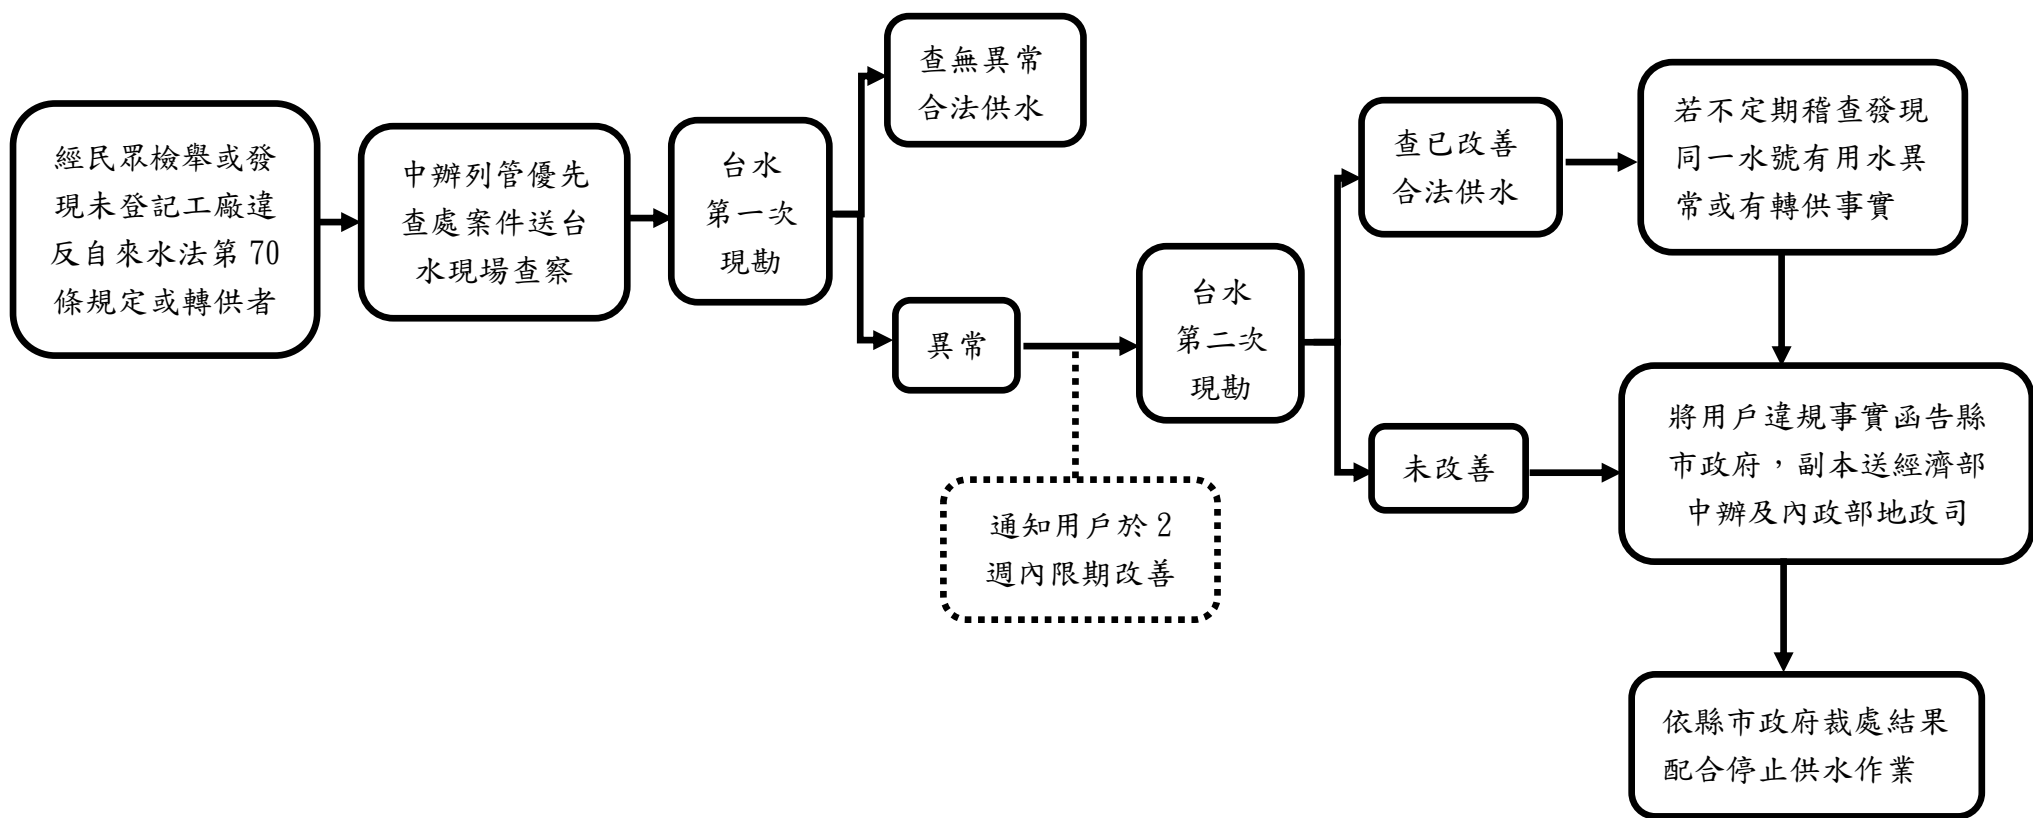 經民眾檢舉或發
現未登記工廠違
反自來水法第 70
條規定或轉供者
中辦列管優先
查處案件送台
水現場查察
台水
第一次
現勘
查無異常
合法供水
異常
通知用戶於 2
週內限期改善
台水
第二次
現勘
查已改善
合法供水
未改善
若不定期稽查發現
同一水號有用水異
常或有轉供事實
將用戶違規事實函告縣
市政府，副本送經濟部
中辦及內政部地政司
依縣市政府裁處結果
配合停止供水作業